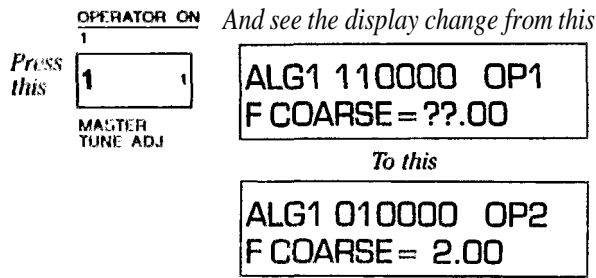 OPERATOR ON
1
And see the display change from this
Press
this
1 1
MASTER
TUNE ADJ
ALG1 110000 OP1
F COARSE=??.00
To this
ALG1 010000 OP2
F COARSE= 2.00